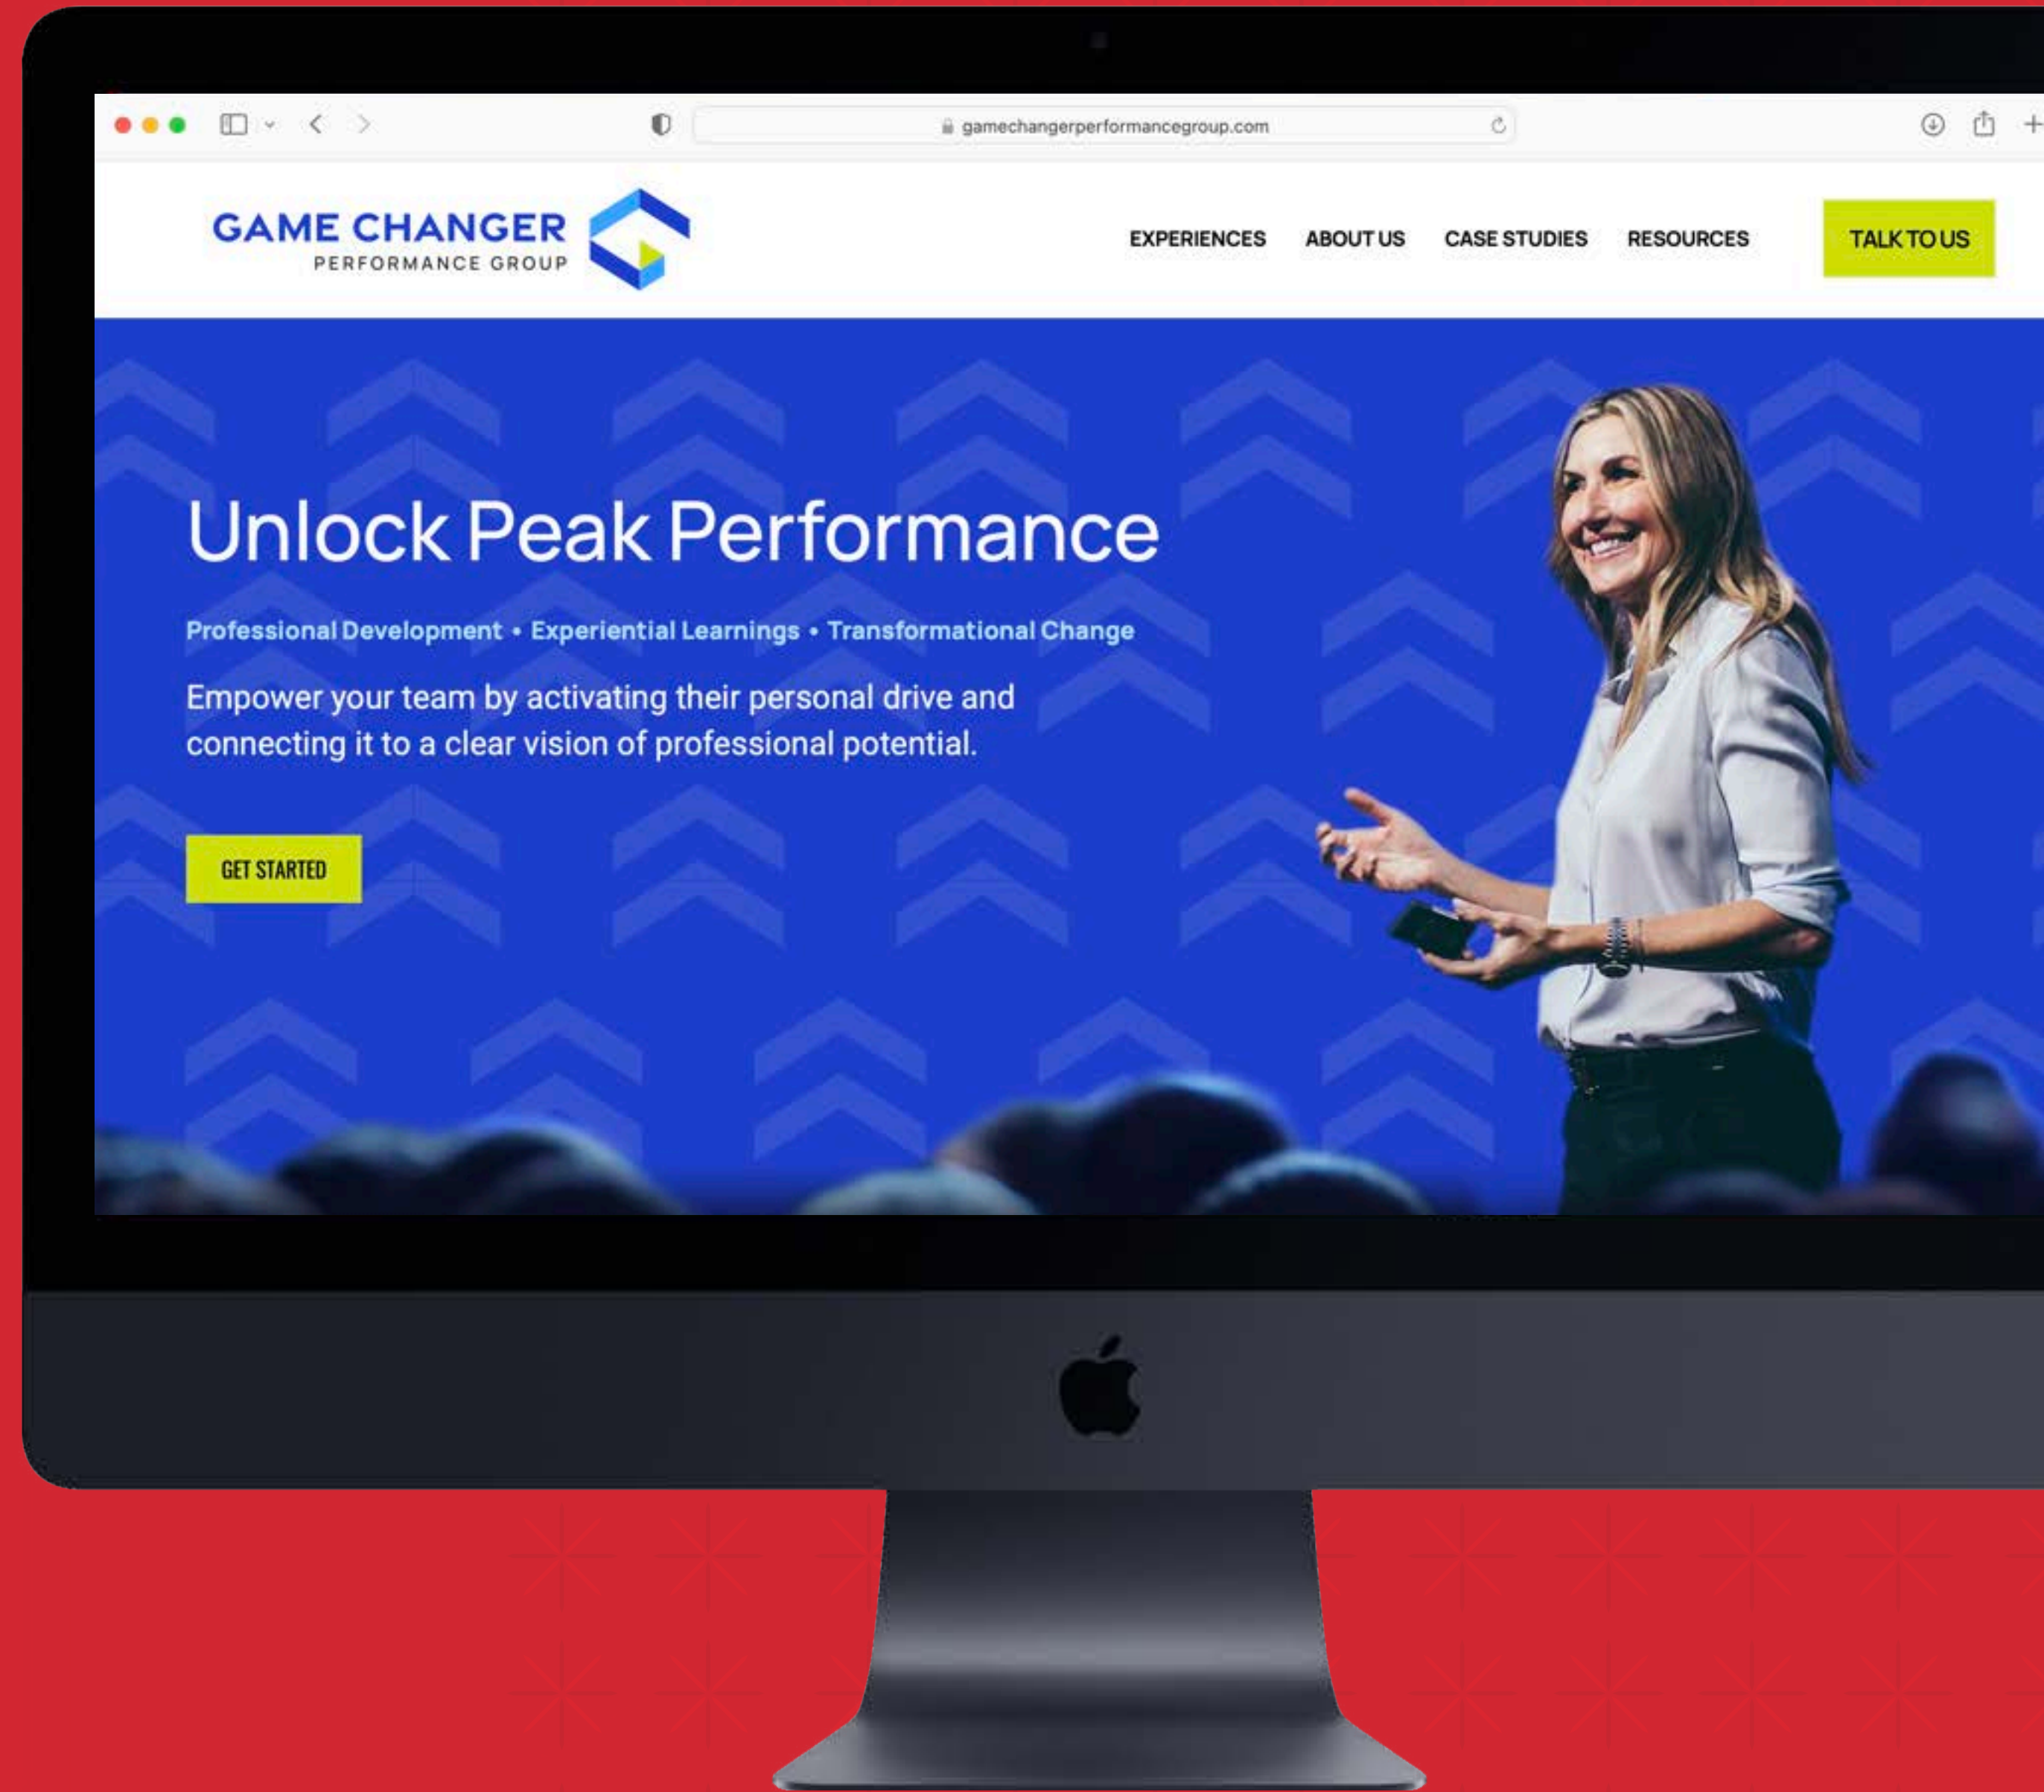 gamechangerperformancegroup.com
GAME CHANGER
PERFORMANCE GROUP
EXPERIENCES ABOUT US CASE STUDIES RESOURCES TALK TO US
Unlock Peak Performance
Professional Development • Experiential Learnings • Transformational Change
Empower your team by activating their personal drive and
connecting it to a clear vision of professional potential.
GET STARTED